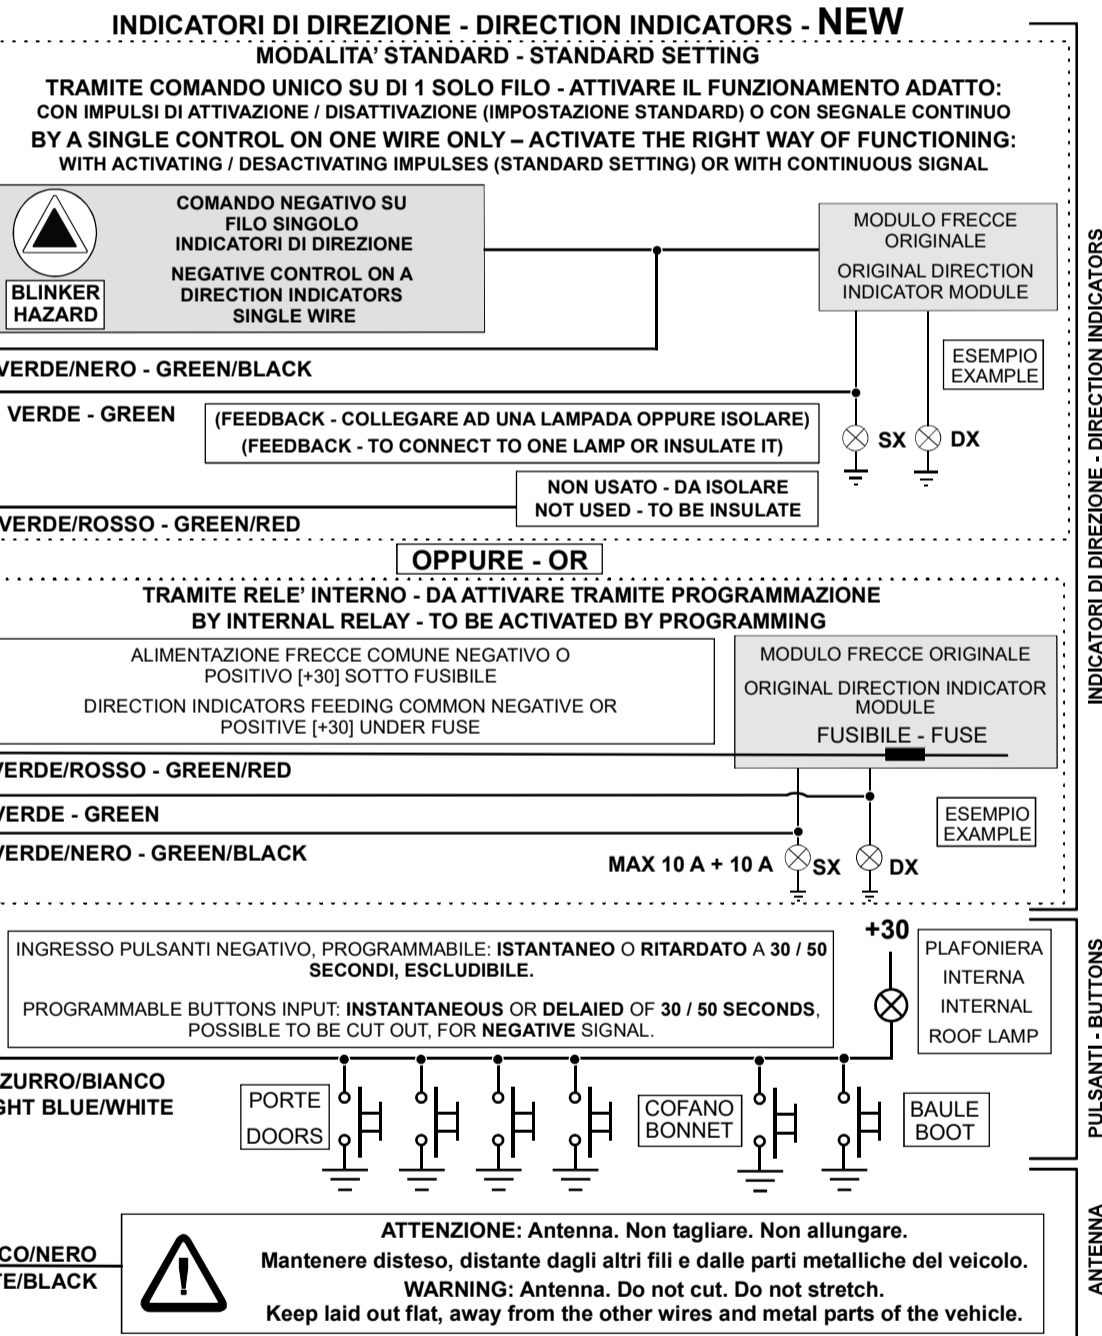 INDICATORI DI DIREZIONE - DIRECTION INDICATORS - NEW
MODALITA' STANDARD - STANDARD SETTING
TRAMITE COMANDO UNICO SU DI 1 SOLO FILO - ATTIVARE IL FUNZIONAMENTO ADATTO:
CON IMPULSI DI ATTIVAZIONE / DISATTIVAZIONE (IMPOSTAZIONE STANDARD) O CON SEGNALE CONTINUO
BY A SINGLE CONTROL ON ONE WIRE ONLY – ACTIVATE THE RIGHT WAY OF FUNCTIONING:
WITH ACTIVATING / DESACTIVATING IMPULSES (STANDARD SETTING) OR WITH CONTINUOUS SIGNAL
BLINKER
HAZARD
COMANDO NEGATIVO SU
FILO SINGOLO
INDICATORI DI DIREZIONE
NEGATIVE CONTROL ON A
DIRECTION INDICATORS
SINGLE WIRE
MODULO FRECCE
ORIGINALE
ORIGINAL DIRECTION
INDICATOR MODULE
VERDE/NERO - GREEN/BLACK
ESEMPIO
EXAMPLE
VERDE - GREEN
(FEEDBACK - COLLEGARE AD UNA LAMPADA OPPURE ISOLARE)
(FEEDBACK - TO CONNECT TO ONE LAMP OR INSULATE IT)
SX DX
NON USATO - DA ISOLARE
NOT USED - TO BE INSULATE
VERDE/ROSSO - GREEN/RED
OPPURE - OR
TRAMITE RELE' INTERNO - DA ATTIVARE TRAMITE PROGRAMMAZIONE
BY INTERNAL RELAY - TO BE ACTIVATED BY PROGRAMMING
ALIMENTAZIONE FRECCE COMUNE NEGATIVO O
POSITIVO [+30] SOTTO FUSIBILE
DIRECTION INDICATORS FEEDING COMMON NEGATIVE OR
POSITIVE [+30] UNDER FUSE
MODULO FRECCE ORIGINALE
ORIGINAL DIRECTION INDICATOR
MODULE
FUSIBILE - FUSE
VERDE/ROSSO - GREEN/RED
VERDE - GREEN
ESEMPIO
EXAMPLE
VERDE/NERO - GREEN/BLACK
MAX 10 A + 10 A SX DX
INDICATORI DI DIREZIONE - DIRECTION INDICATORS
INGRESSO PULSANTI NEGATIVO, PROGRAMMABILE: ISTANTANEO O RITARDATO A 30 / 50
SECONDI, ESCLUDIBILE.
PROGRAMMABLE BUTTONS INPUT: INSTANTANEOUS OR DELAIED OF 30 / 50 SECONDS,
POSSIBLE TO BE CUT OUT, FOR NEGATIVE SIGNAL.
+30
PLAFONIERA
INTERNA
INTERNAL
ROOF LAMP
ZURRO/BIANCO
GHT BLUE/WHITE
PORTE
DOORS
COFANO
BONNET
BAULE
BOOT
PULSANTI - BUTTONS
CO/NERO
TE/BLACK
ATTENZIONE: Antenna. Non tagliare. Non allungare.
Mantenere disteso, distante dagli altri fili e dalle parti metalliche del veicolo.
WARNING: Antenna. Do not cut. Do not stretch.
Keep laid out flat, away from the other wires and metal parts of the vehicle.
ANTENNA